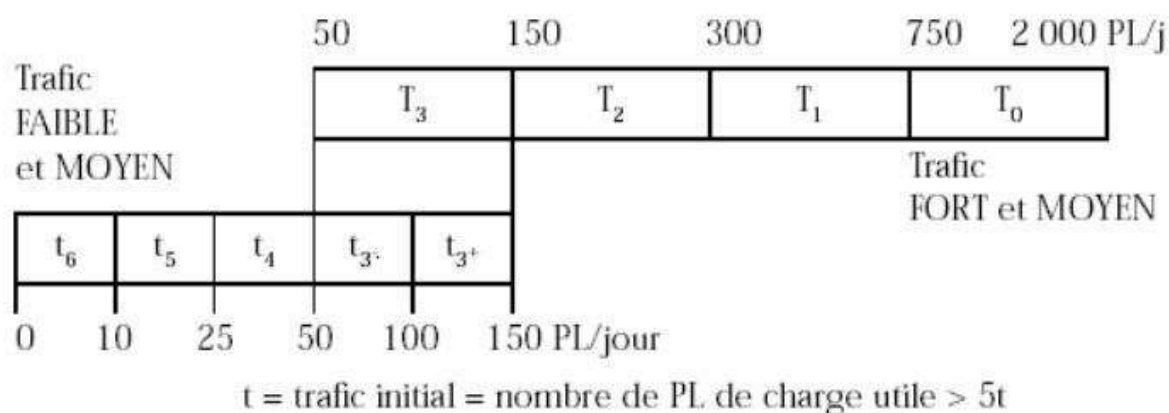 50 150 300 750 2 000 PL/j
Trafic
FAIBLE
et MOYEN
T₃ T₂ T₁ T₀
Trafic
FORT et MOYEN
t₆ t₅ t₄ t₃₋ t₃₊
0 10 25 50 100 150 PL/jour
t = trafic initial = nombre de PL de charge utile > 5t